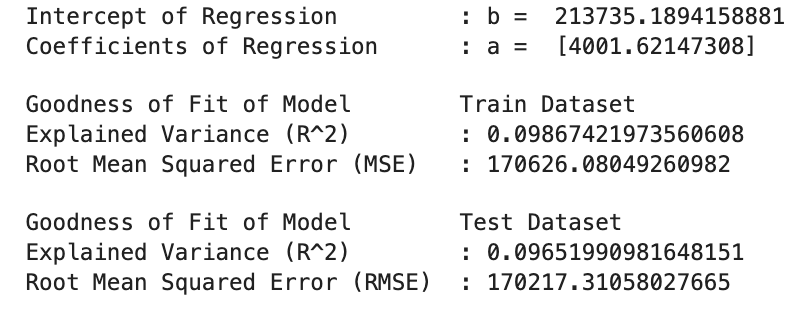 Intercept of Regression : b = 213735.1894158881
Coefficients of Regression : a = [4001.62147308]
Goodness of Fit of Model Train Dataset
Explained Variance (R^2) : 0.09867421973560608
Root Mean Squared Error (MSE) : 170626.08049260982
Goodness of Fit of Model Test Dataset
Explained Variance (R^2) : 0.09651990981648151
Root Mean Squared Error (RMSE) : 170217.31058027665